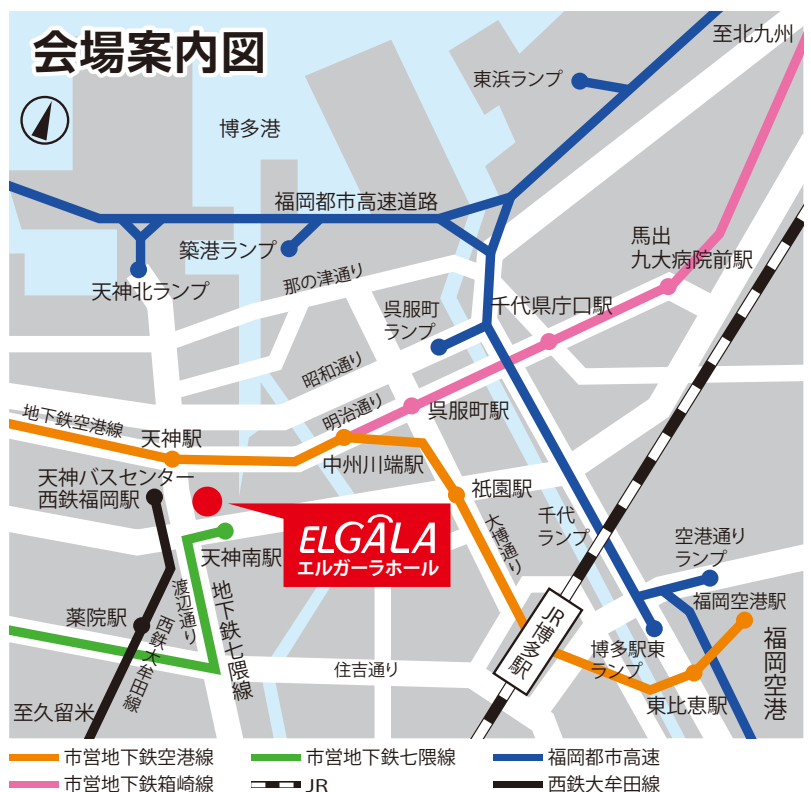 会場案内図
至北九州
東浜ランプ
博多港
福岡都市高速道路
築港ランプ
天神北ランプ
那の津通り
馬出
九大病院前駅
呉服町
ランプ
千代県庁口駅
昭和通り
明治通り
呉服町駅
地下鉄空港線
天神駅
中州川端駅
天神バスセンター
西鉄福岡駅
祇園駅
ELGALA
エルガーラホール
天神南駅
大博通り
千代
ランプ
空港通り
ランプ
福岡空港駅
薬院駅
渡辺通り
地下鉄七隈線
西鉄大牟田線
JR博多駅
博多駅東
ランプ
福岡空港
住吉通り
東比恵駅
至久留米
市営地下鉄空港線
市営地下鉄七隈線
福岡都市高速
市営地下鉄箱崎線
JR
西鉄大牟田線